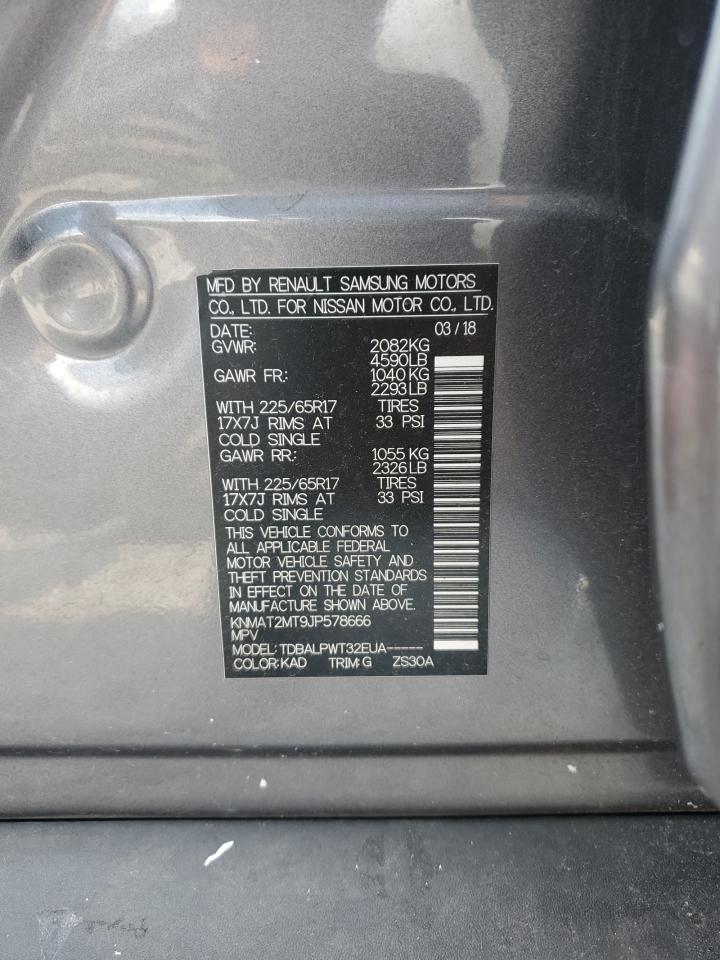 MFD BY RENAULT SAMSUNG MOTORS
CO., LTD. FOR NISSAN MOTOR CO., LTD.
DATE: 03/18
GVWR: 2082KG
4590LB
GAWR FR: 1040KG
2293LB
WITH 225/65R17 TIRES
17X7J RIMS AT 33 PSI
COLD SINGLE
GAWR RR: 1055KG
2326LB
WITH 225/65R17 TIRES
17X7J RIMS AT 33 PSI
COLD SINGLE
THIS VEHICLE CONFORMS TO
ALL APPLICABLE FEDERAL
MOTOR VEHICLE SAFETY AND
THEFT PREVENTION STANDARDS
IN EFFECT ON THE DATE OF
MANUFACTURE SHOWN ABOVE.
KNMAT2MT9JP578666
MPV
MODEL: TDBALPWT32EUA-----
COLOR: KAD TRIM: G ZS30A